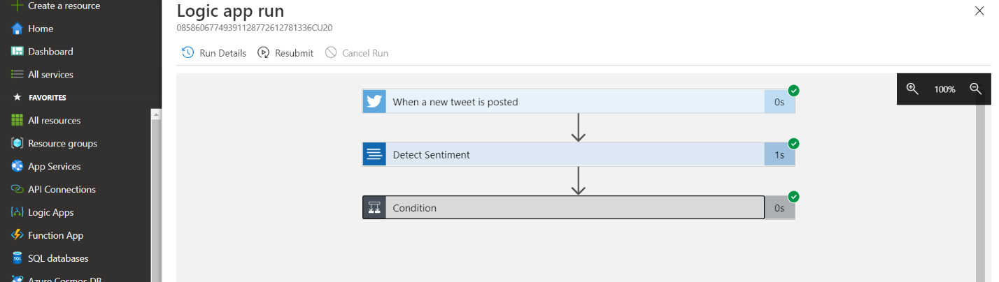 Create a resource
Home
Dashboard
All services
FAVORITES
All resources
Resource groups
App Services
API Connections
Logic Apps
Function App
SQL databases
Azure Cosmos DB
Logic app run
08586067749391128772612781336CU20
Run Details
Resubmit
Cancel Run
100%
When a new tweet is posted
0s
Detect Sentiment
1s
Condition
0s